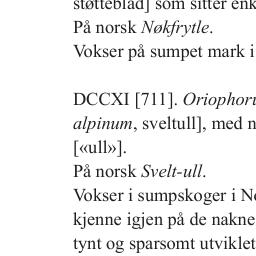 støtteblad] som sitter enk
På norsk Nøkfrytle.
Vokser på sumpet mark i
DCCXI [711]. Oriophoru
alpinum, sveltull], med n
[«ull»].
På norsk Svelt-ull.
Vokser i sumpskoger i No
kjenne igjen på de nakne
tynt og sparsomt utviklet